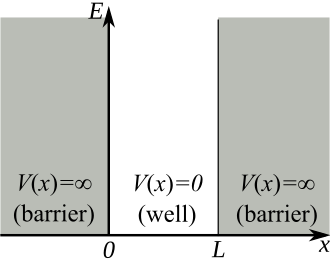 E
V(x)=∞
(barrier)
V(x)=0
(well)
V(x)=∞
(barrier)
0
L
x